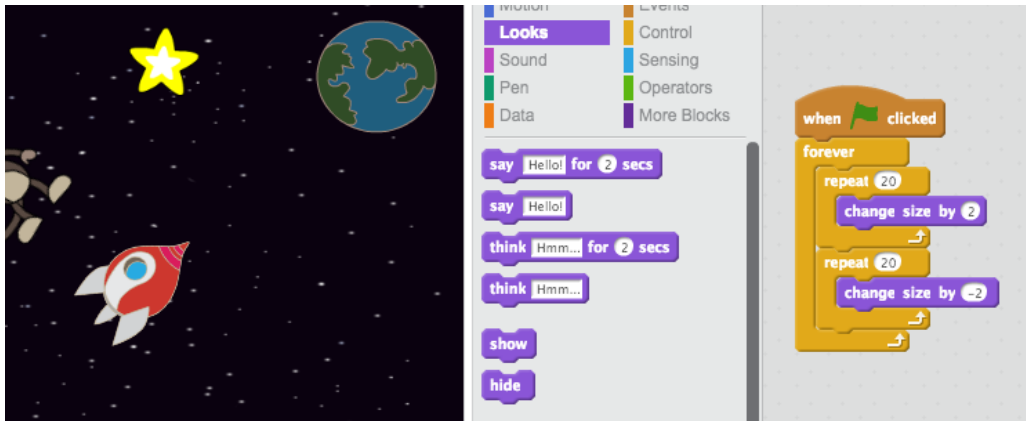 Motion Events
Looks Control
Sound Sensing
Pen Operators
Data More Blocks
say Hello! for 2 secs
say Hello!
think Hmm... for 2 secs
think Hmm...
show
hide
when clicked
forever
repeat 20
change size by 2
repeat 20
change size by -2